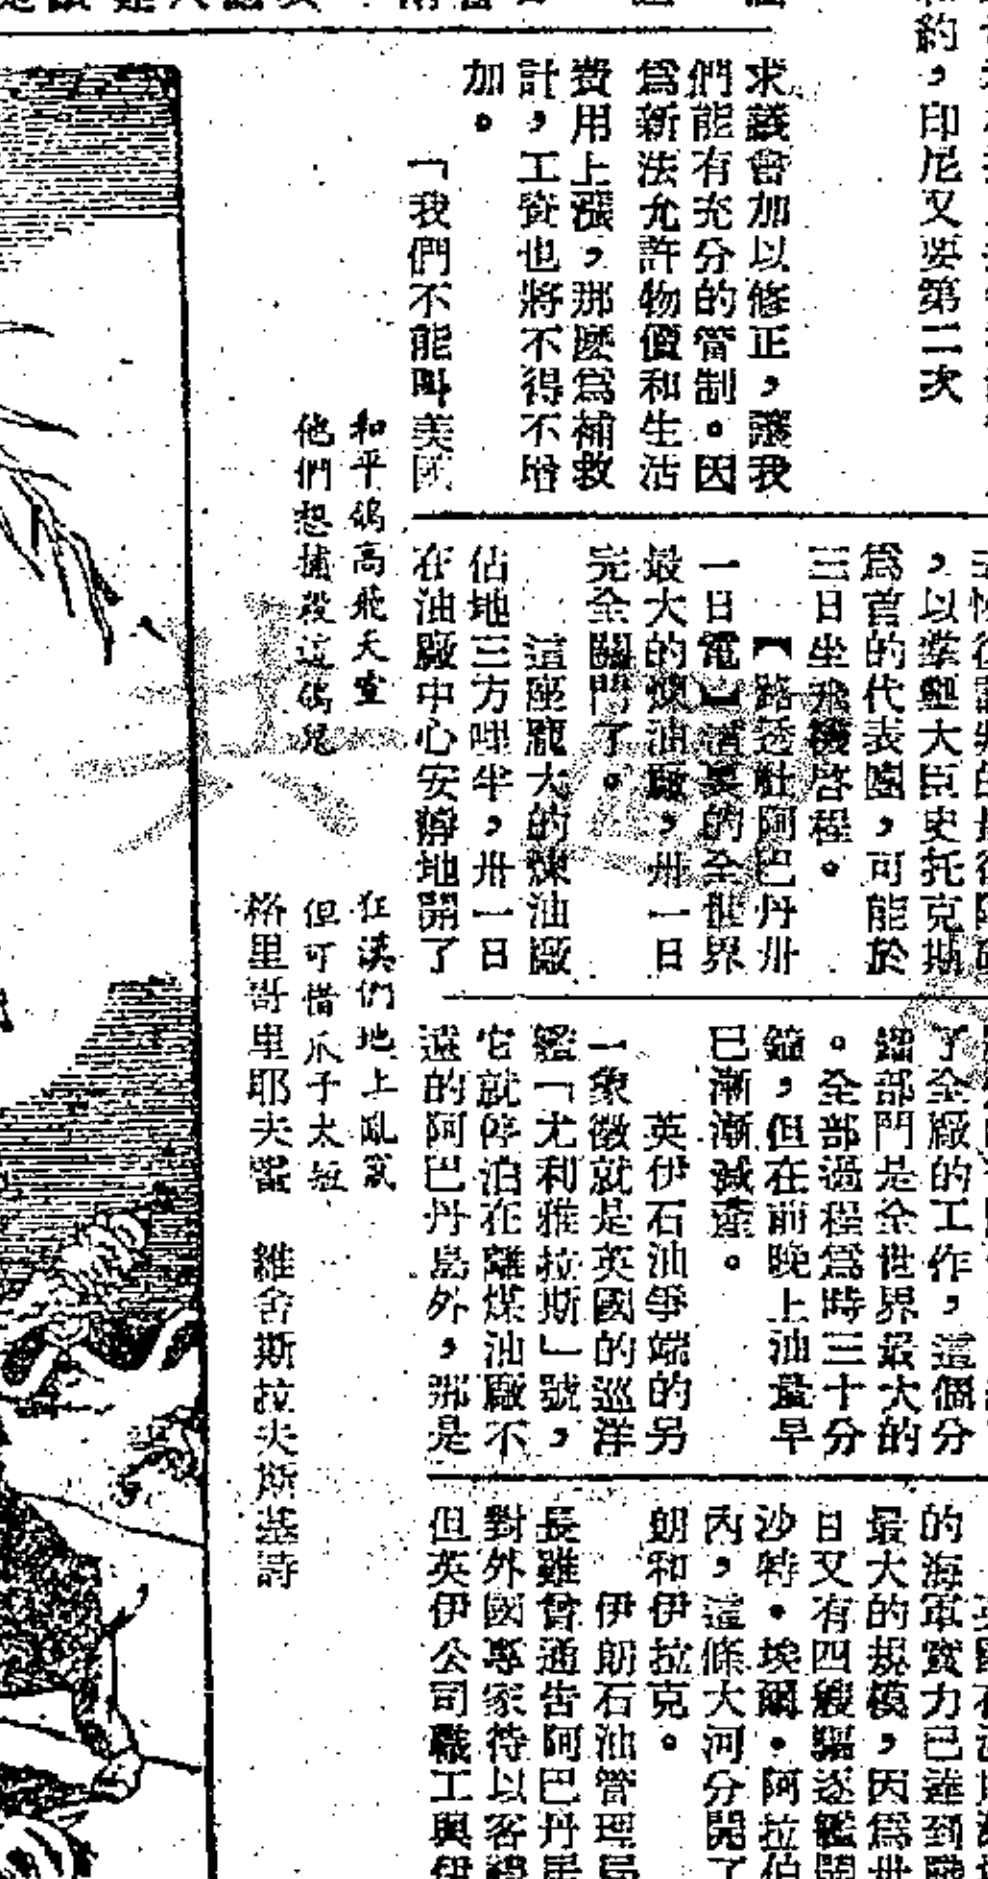 約，印尼又要第二次
求議會加以修正，讓我
們能有充分的管制。因
爲新法允許物價和生活
費用上漲，那麽爲補救
計，工資也將不得不增
加。
「我們不能叫美國
，以掌璽大臣史托克斯
爲首的代表團，可能於
三日坐飛機啓程。
【路透社阿巴丹卅
一日電】這裏的全世界
最大的煉油廠，卅一日
完全關門了。
這座龐大的煉油廠
佔地三方哩半，卅一日
在油廠中心安靜地開了
了全廠的工作，這個分
部門是全世界最大的
。全部過程爲時三十分
鐘，但在前晚上油量早
已漸漸減產。
英伊石油爭端的另
一象徵就是英國的巡洋
艦「尤利雅拉斯」號，
它就停泊在離煤油廠不
遠的阿巴丹島外，那是
的海軍實力已達到戰
最大的規模，因爲卅
日又有四艘驅逐艦開
沙特·埃爾·阿拉伯
內，這條大河分開了
朗和伊拉克。
伊朗石油管理局
長雖曾通告阿巴丹居
對外國專家待以客禮
但英伊公司職工與伊
和平鴿高飛天空
他們想捕殺這鴿兒
狂漢們地上亂竄
但可惜爪子太短
格里哥里耶夫畫
維舍斯拉夫斯基詩